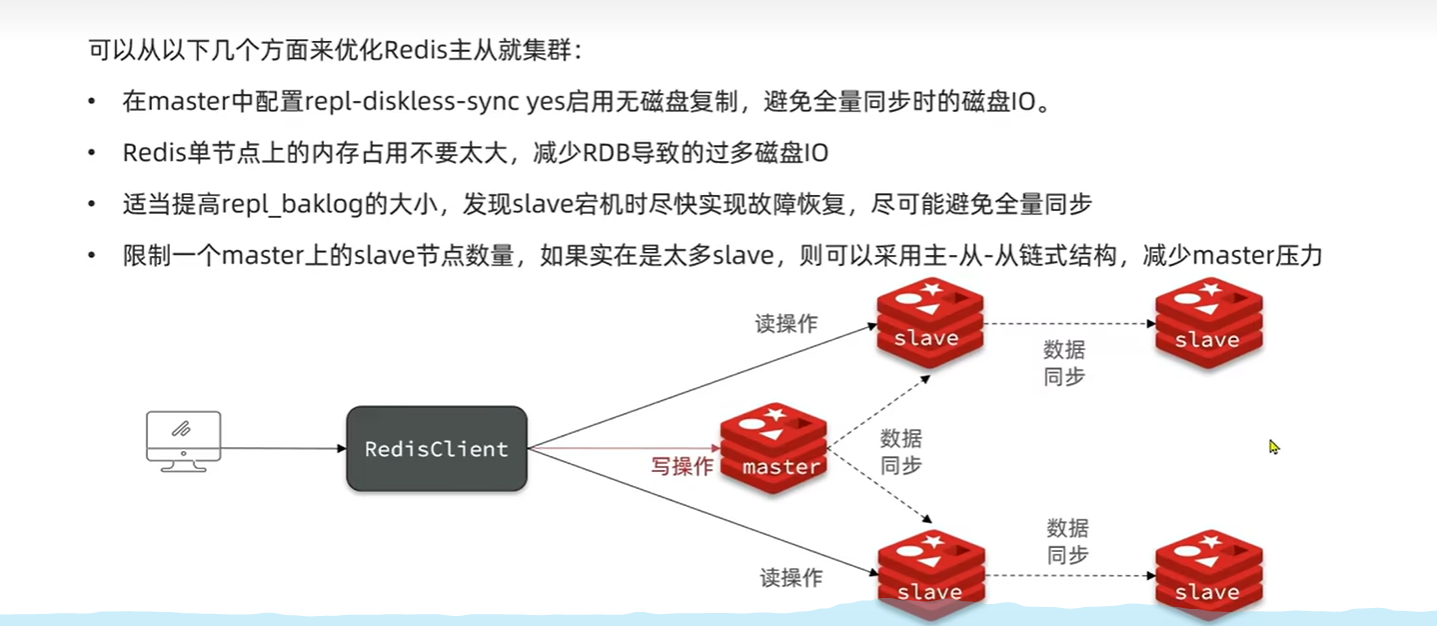 可以从以下几个方面来优化Redis主从就集群：
• 在master中配置repl-diskless-sync yes启用无磁盘复制，避免全量同步时的磁盘IO。
• Redis单节点上的内存占用不要太大，减少RDB导致的过多磁盘IO
• 适当提高repl_baklog的大小，发现slave宕机时尽快实现故障恢复，尽可能避免全量同步
• 限制一个master上的slave节点数量，如果实在是太多slave，则可以采用主-从-从链式结构，减少master压力
读操作
slave
数据
同步
slave
RedisClient
写操作
master
数据
同步
读操作
slave
数据
同步
slave